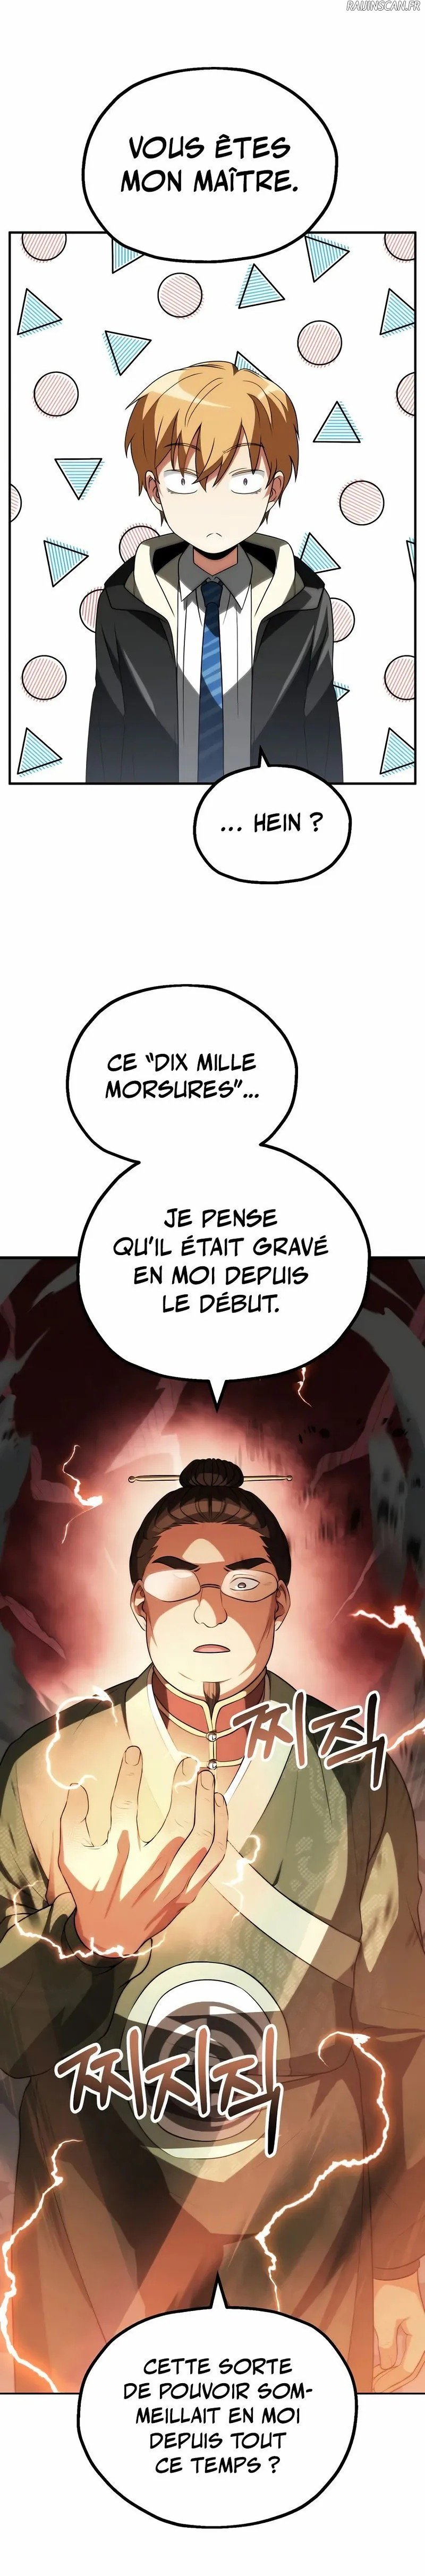 RAIJINSCAN.FR
VOUS ÊTES
MON MAÎTRE.
... HEIN ?
CE "DIX MILLE
MORSURES"...
JE PENSE
QU'IL ÉTAIT GRAVÉ
EN MOI DEPUIS
LE DÉBUT.
찌직
찌지직
CETTE SORTE
DE POUVOIR SOM-
MEILLAIT EN MOI
DEPUIS TOUT
CE TEMPS ?